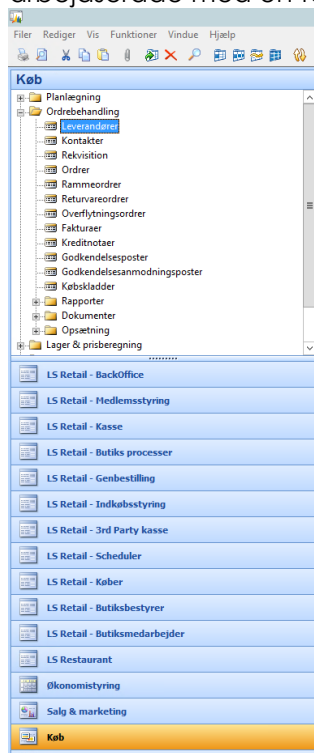 arbejdsrede med en f
Filer Rediger Vis Funktioner Vindue Hjælp
Køb
Planlægning
Ordrebehandling
Leverandører
Kontakter
Rekvisition
Ordrer
Rammeordrer
Returvareordrer
Overflytningsordrer
Fakturaer
Kreditnotaer
Godkendelsesposter
Godkendelsesanmodningsposter
Købskladder
Rapporter
Dokumenter
Opsætning
Lager & prisberegning
LS Retail - BackOffice
LS Retail - Medlemsstyring
LS Retail - Kasse
LS Retail - Butiks processer
LS Retail - Genbestilling
LS Retail - Indkøbsstyring
LS Retail - 3rd Party kasse
LS Retail - Scheduler
LS Retail - Køber
LS Retail - Butiksbestyrer
LS Retail - Butiksmedarbejder
LS Restaurant
Økonomistyring
Salg & marketing
Køb